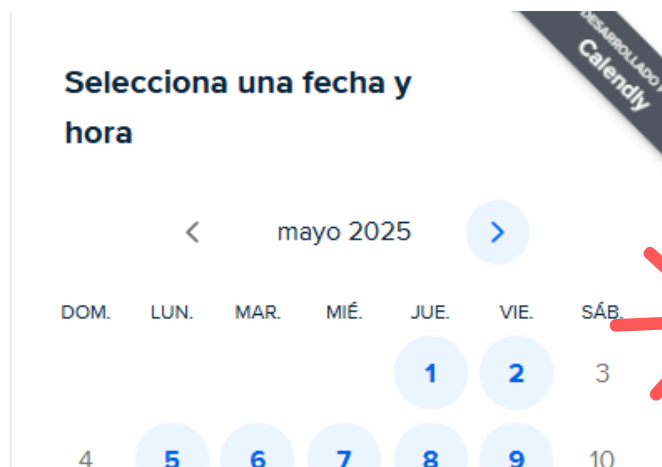 Selecciona una fecha y
hora
DESARROLLADO
Calendly
mayo 2025
DOM. LUN. MAR. MIÉ. JUE. VIE. SÁB.
1 2 3
4 5 6 7 8 9 10